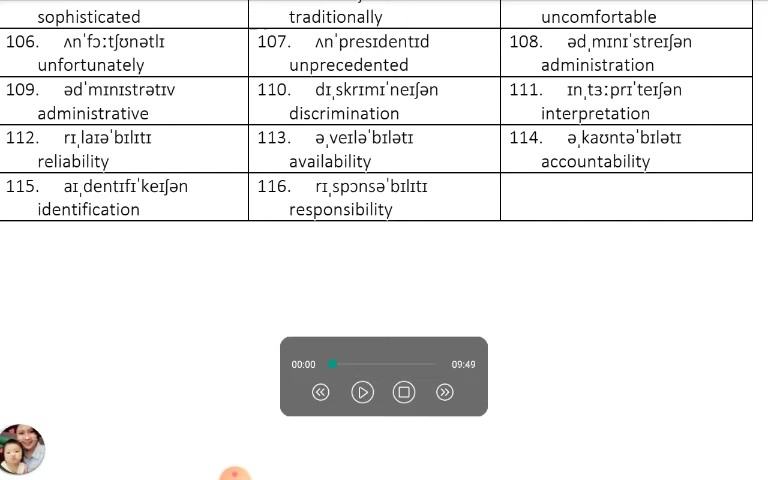 sophisticated traditionally uncomfortable
106. ʌnˈfɔːtʃʊnətlɪ 107. ʌnˈpresɪdentɪd 108. ədˌmɪnɪˈstreɪʃən
unfortunately unprecedented administration
109. ədˈmɪnɪstrətɪv 110. dɪˌskrɪmɪˈneɪʃən 111. ɪnˌtɜːprɪˈteɪʃən
administrative discrimination interpretation
112. rɪˌlaɪəˈbɪlɪtɪ 113. əˌveɪləˈbɪlətɪ 114. əˌkaʊntəˈbɪlətɪ
reliability availability accountability
115. aɪˌdentɪfɪˈkeɪʃən 116. rɪˌspɔnsəˈbɪlɪtɪ
identification responsibility
00:00 09:49